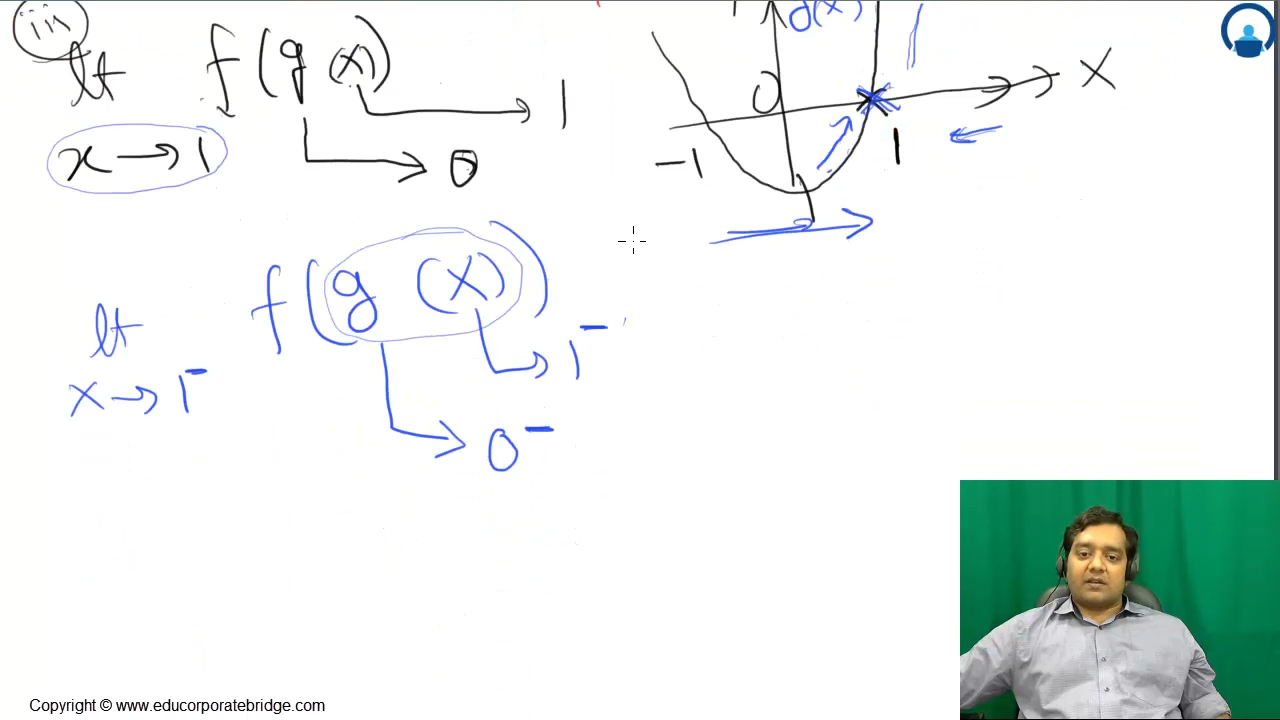 iii
lt f(g(x)) → 1
x → 1 → 0
g(x)
0 X
-1 1
lt f(g(x)) → 1⁻
x → 1⁻ → 0⁻
Copyright © www.educorporatebridge.com